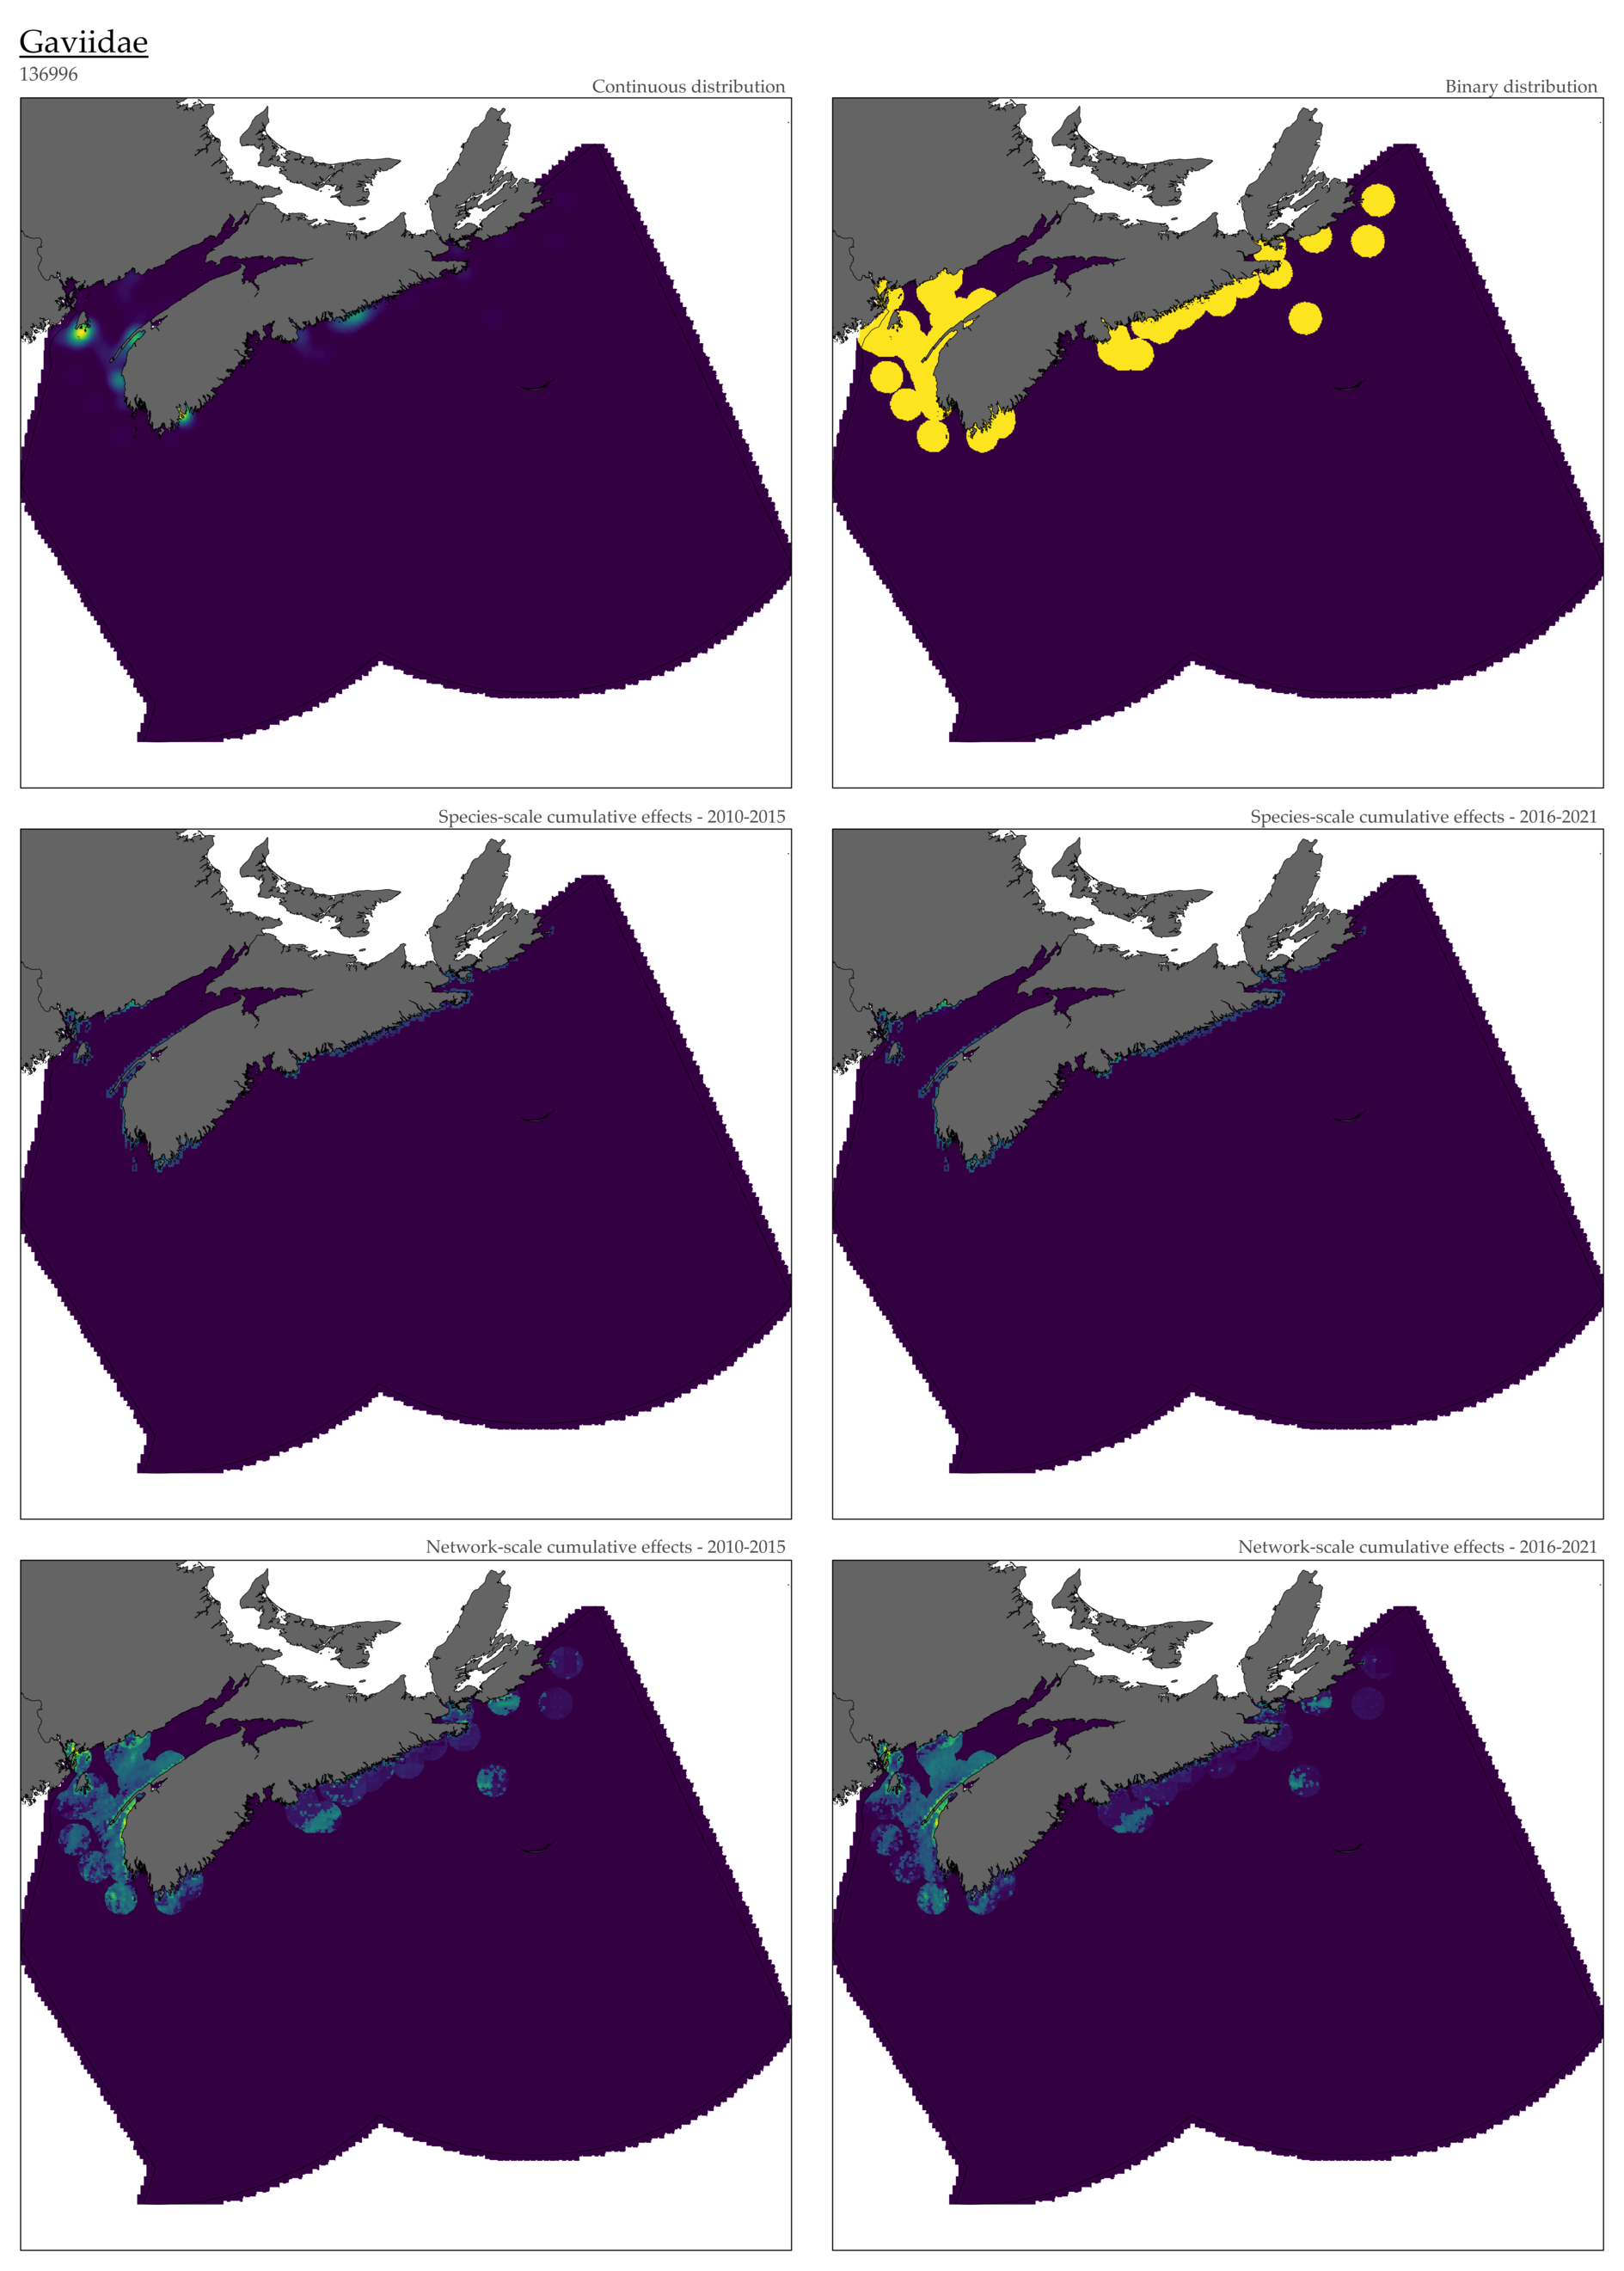 Gaviidae
136996
Continuous distribution
Binary distribution
Species-scale cumulative effects - 2010-2015
Species-scale cumulative effects - 2016-2021
Network-scale cumulative effects - 2010-2015
Network-scale cumulative effects - 2016-2021